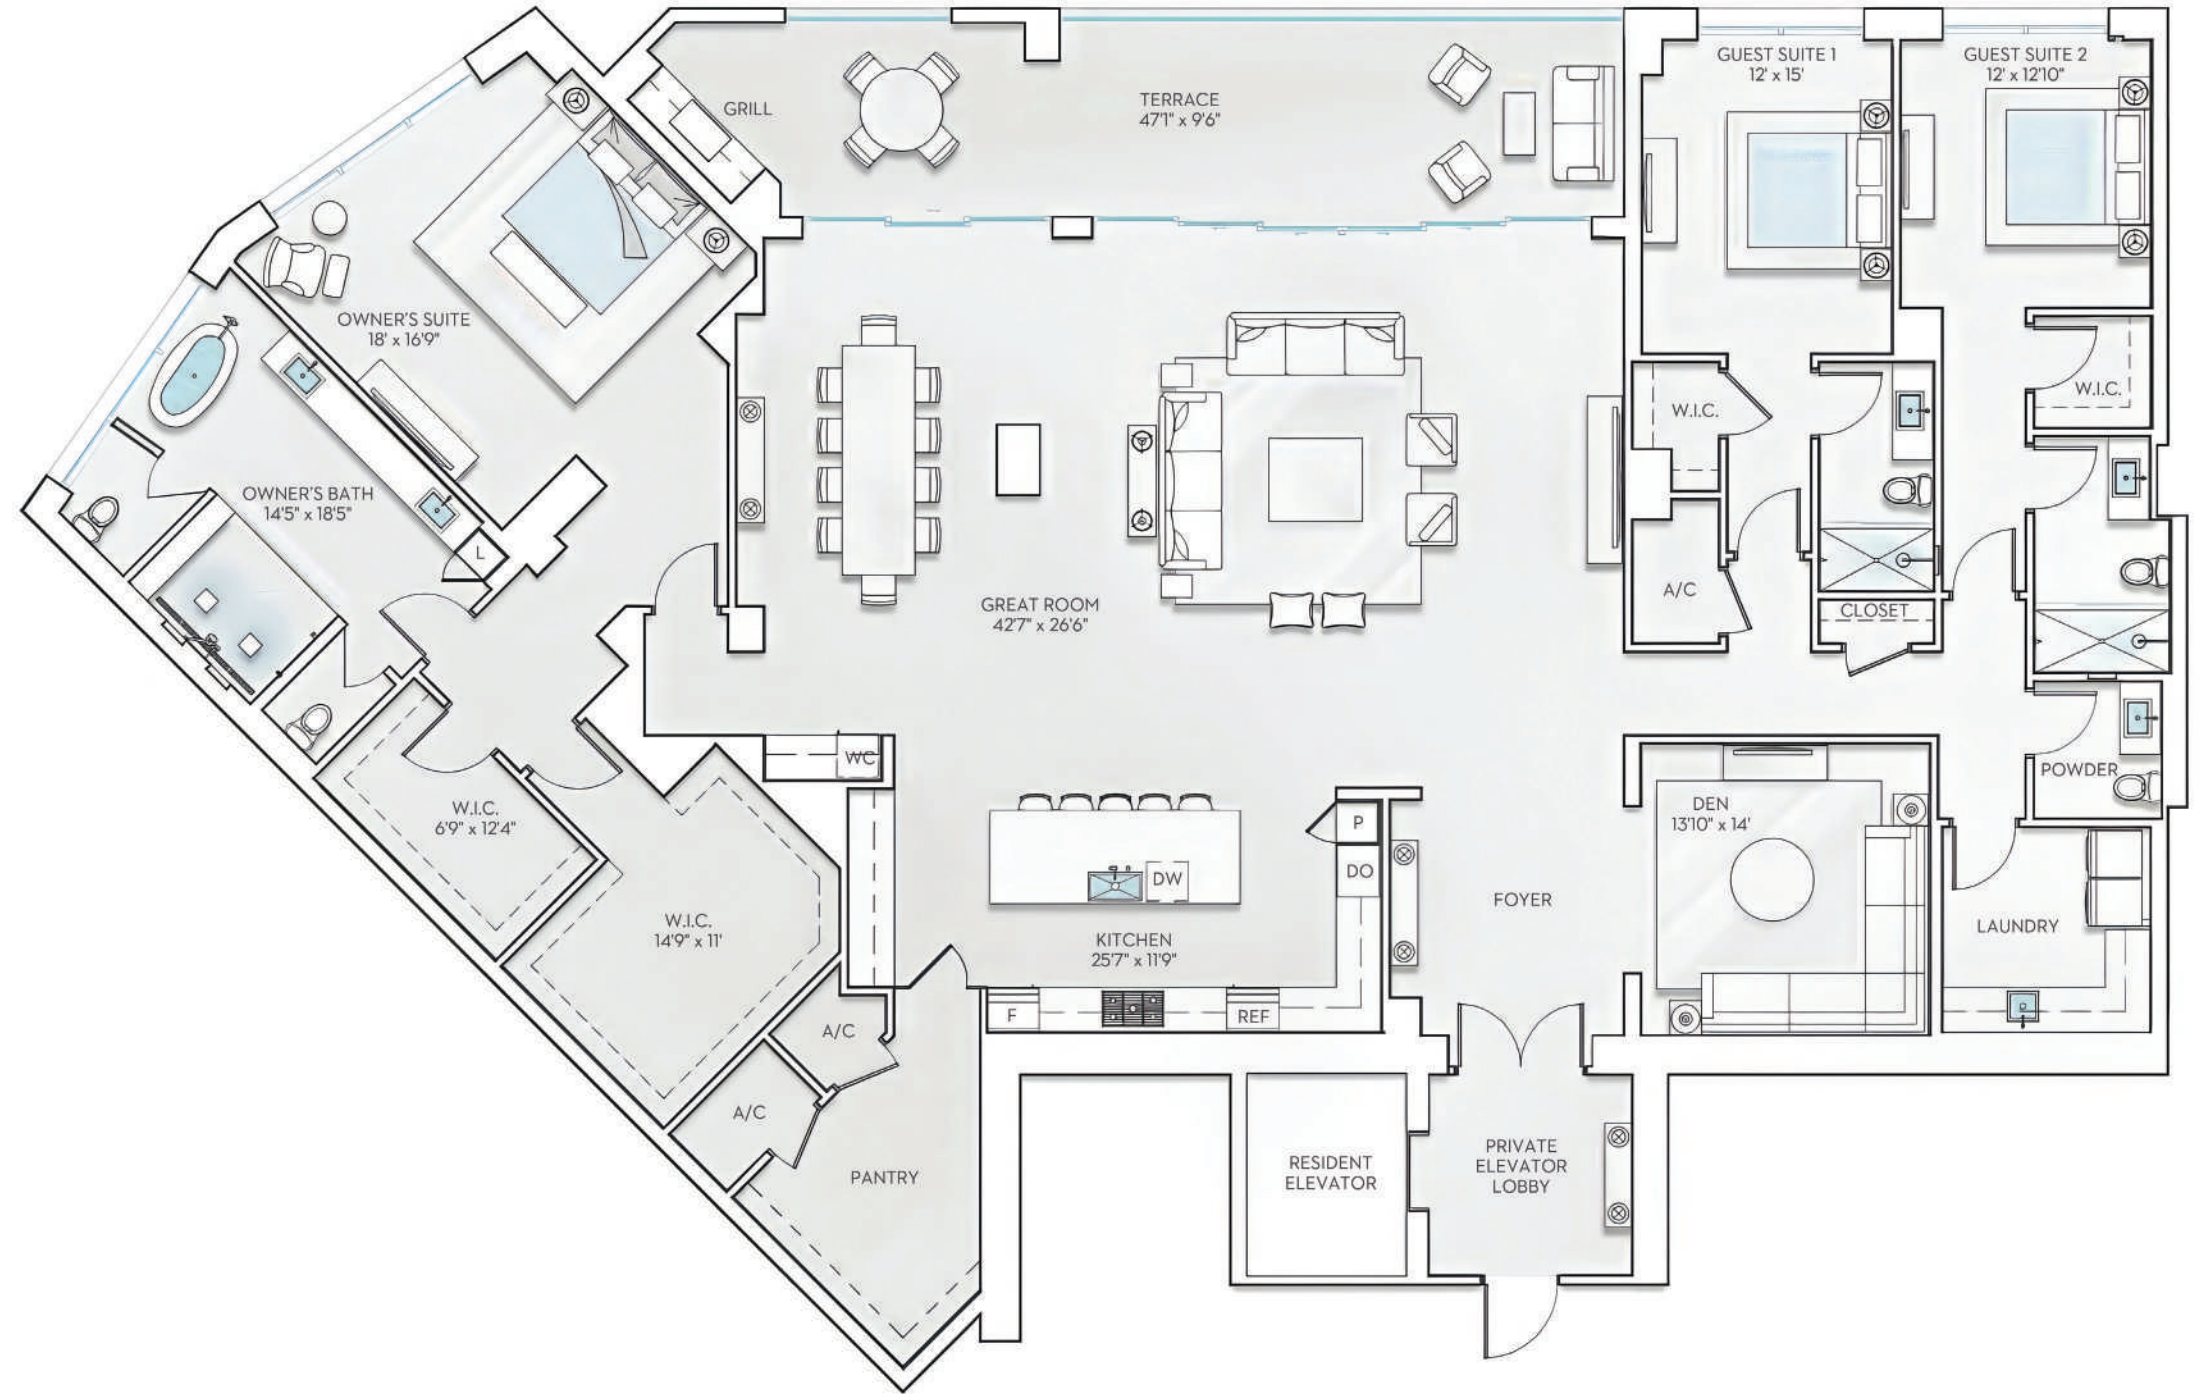 GUEST SUITE 1
12' x 15'
GUEST SUITE 2
12' x 12'10"
GRILL
TERRACE
47'1" x 9'6"
OWNER'S SUITE
18' x 16'9"
W.I.C.
W.I.C.
OWNER'S BATH
14'5" x 18'5"
L
A/C
GREAT ROOM
42'7" x 26'6"
CLOSET
WC
POWDER
W.I.C.
6'9" x 12'4"
DEN
13'10" x 14'
P
DO
DW
FOYER
W.I.C.
14'9" x 11'
LAUNDRY
KITCHEN
25'7" x 11'9"
F
REF
A/C
A/C
PANTRY
RESIDENT
ELEVATOR
PRIVATE
ELEVATOR
LOBBY